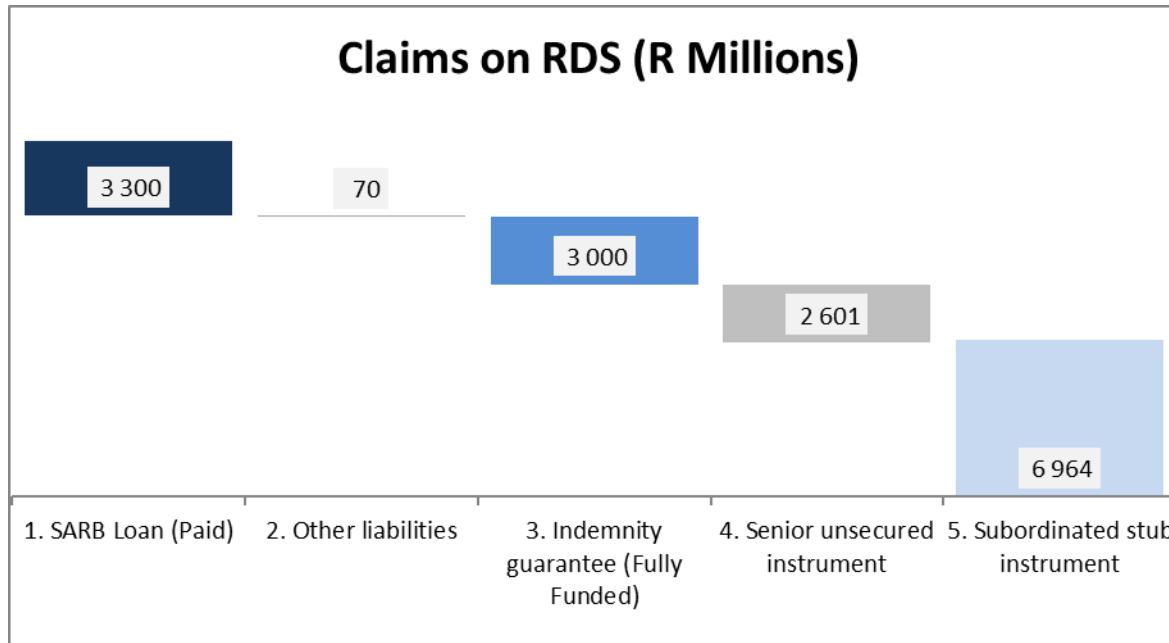 Claims on RDS (R Millions)
3 300
70
3 000
2 601
6 964
1. SARB Loan (Paid)
2. Other liabilities
3. Indemnity
guarantee (Fully
Funded)
4. Senior unsecured
instrument
5. Subordinated stub
instrument